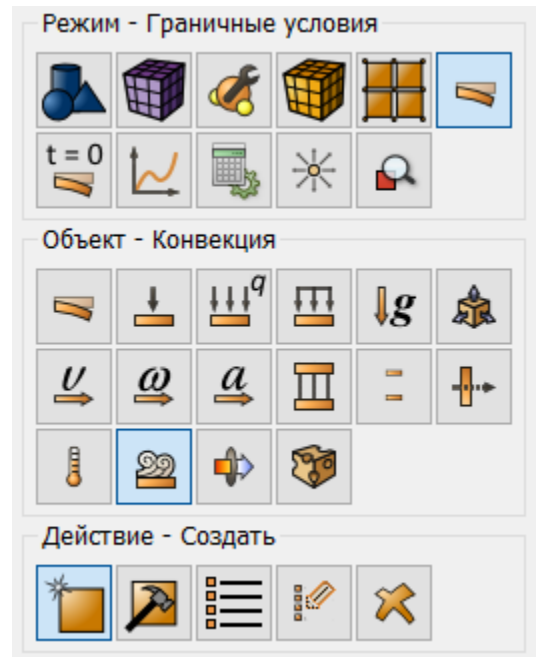 Режим - Граничные условия
t = 0
Объект - Конвекция
q
g
υ ω a
Действие - Создать